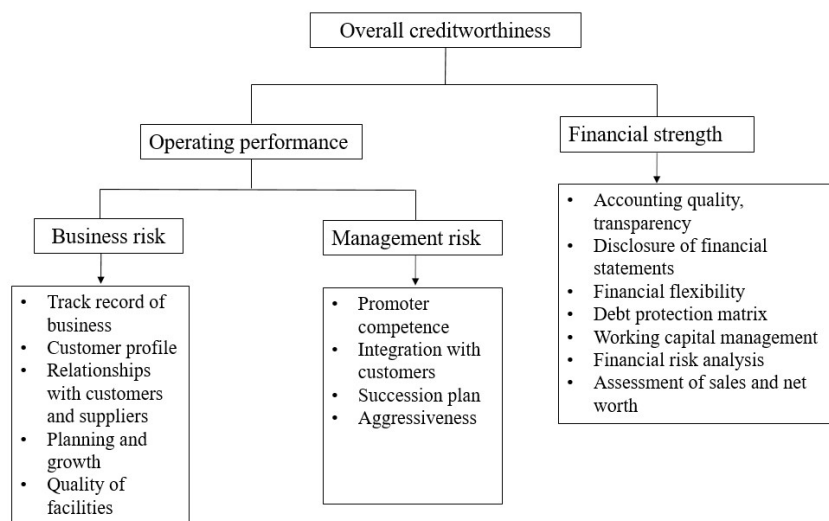 Overall creditworthiness
Operating performance
Financial strength
Business risk
Management risk
• Track record of
business
• Customer profile
• Relationships
with customers
and suppliers
• Planning and
growth
• Quality of
facilities
• Promoter
competence
• Integration with
customers
• Succession plan
• Aggressiveness
• Accounting quality,
transparency
• Disclosure of financial
statements
• Financial flexibility
• Debt protection matrix
• Working capital management
• Financial risk analysis
• Assessment of sales and net
worth